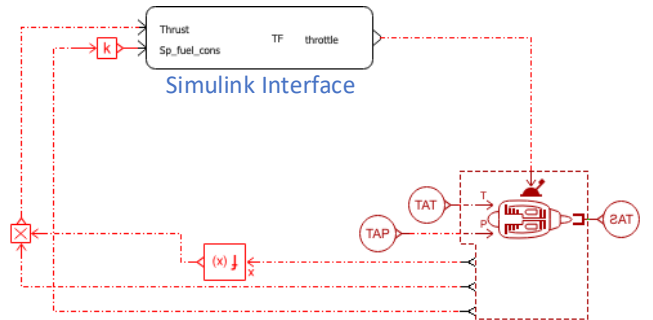 Thrust
TF
throttle
k
Sp_fuel_cons
Simulink Interface
T
TAT
P
TAP
TAS
f(x)
x